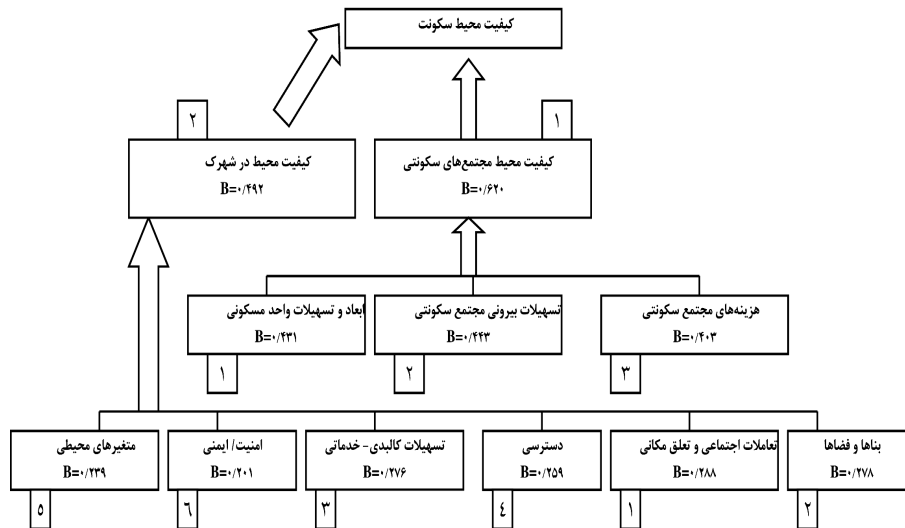 کیفیت محیط سکونت
۱
۲
کیفیت محیط مجتمع‌های سکونتی
B=۰/۶۲۰
کیفیت محیط در شهرک
B=۰/۴۹۲
هزینه‌های مجتمع سکونتی
B=۰/۴۰۳
۳
تسهیلات بیرونی مجتمع سکونتی
B=۰/۴۴۳
۲
ابعاد و تسهیلات واحد مسکونی
B=۰/۴۳۱
۱
بناها و فضاها
B=۰/۲۷۸
۲
تعاملات اجتماعی و تعلق مکانی
B=۰/۲۸۸
۱
دسترسی
B=۰/۲۵۹
۴
تسهیلات کالبدی- خدماتی
B=۰/۲۷۶
۳
امنیت/ ایمنی
B=۰/۲۰۱
۶
متغیرهای محیطی
B=۰/۲۳۹
۵